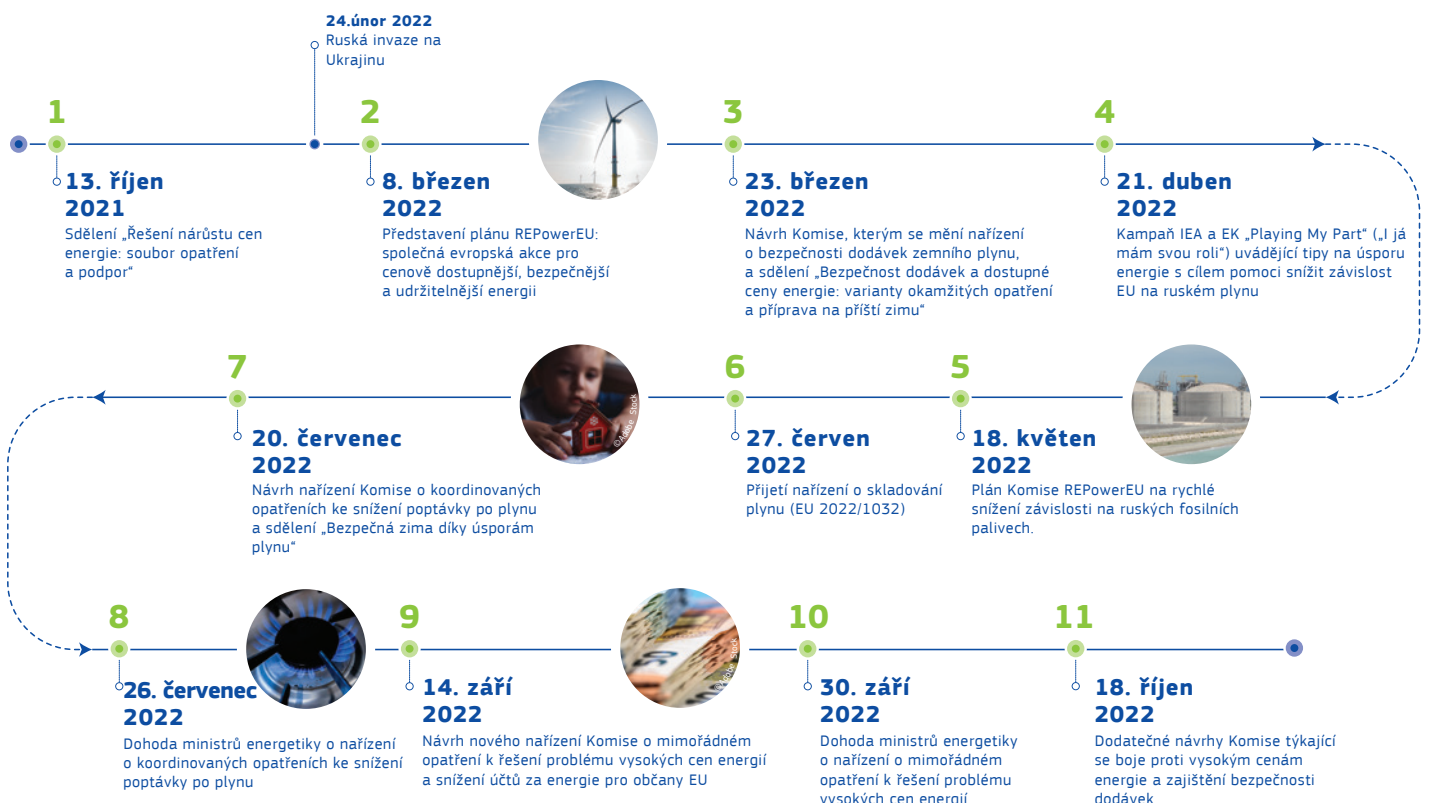 24.únor 2022
Ruská invaze na
Ukrajinu
1
13. říjen
2021
Sdělení „Řešení nárůstu cen
energie: soubor opatření
a podpor“
2
8. březen
2022
Představení plánu REPowerEU:
společná evropská akce pro
cenově dostupnější, bezpečnější
a udržitelnější energii
3
23. březen
2022
Návrh Komise, kterým se mění nařízení
o bezpečnosti dodávek zemního plynu,
a sdělení „Bezpečnost dodávek a dostupné
ceny energie: varianty okamžitých opatření
a příprava na příští zimu“
4
21. duben
2022
Kampaň IEA a EK „Playing My Part“ („I já
mám svou roli“) uvádějící tipy na úsporu
energie s cílem pomoci snížit závislost
EU na ruském plynu
5
18. květen
2022
Plán Komise REPowerEU na rychlé
snížení závislosti na ruských fosilních
palivech.
6
27. červen
2022
Přijetí nařízení o skladování
plynu (EU 2022/1032)
©Adobe Stock
7
20. červenec
2022
Návrh nařízení Komise o koordinovaných
opatřeních ke snížení poptávky po plynu
a sdělení „Bezpečná zima díky úsporám
plynu“
8
26. červenec
2022
Dohoda ministrů energetiky o nařízení
o koordinovaných opatřeních ke snížení
poptávky po plynu
9
14. září
2022
Návrh nového nařízení Komise o mimořádném
opatření k řešení problému vysokých cen energií
a snížení účtů za energie pro občany EU
©Adobe Stock
10
30. září
2022
Dohoda ministrů energetiky
o nařízení o mimořádném
opatření k řešení problému
vysokých cen energií
11
18. říjen
2022
Dodatečné návrhy Komise týkající
se boje proti vysokým cenám
energie a zajištění bezpečnosti
dodávek